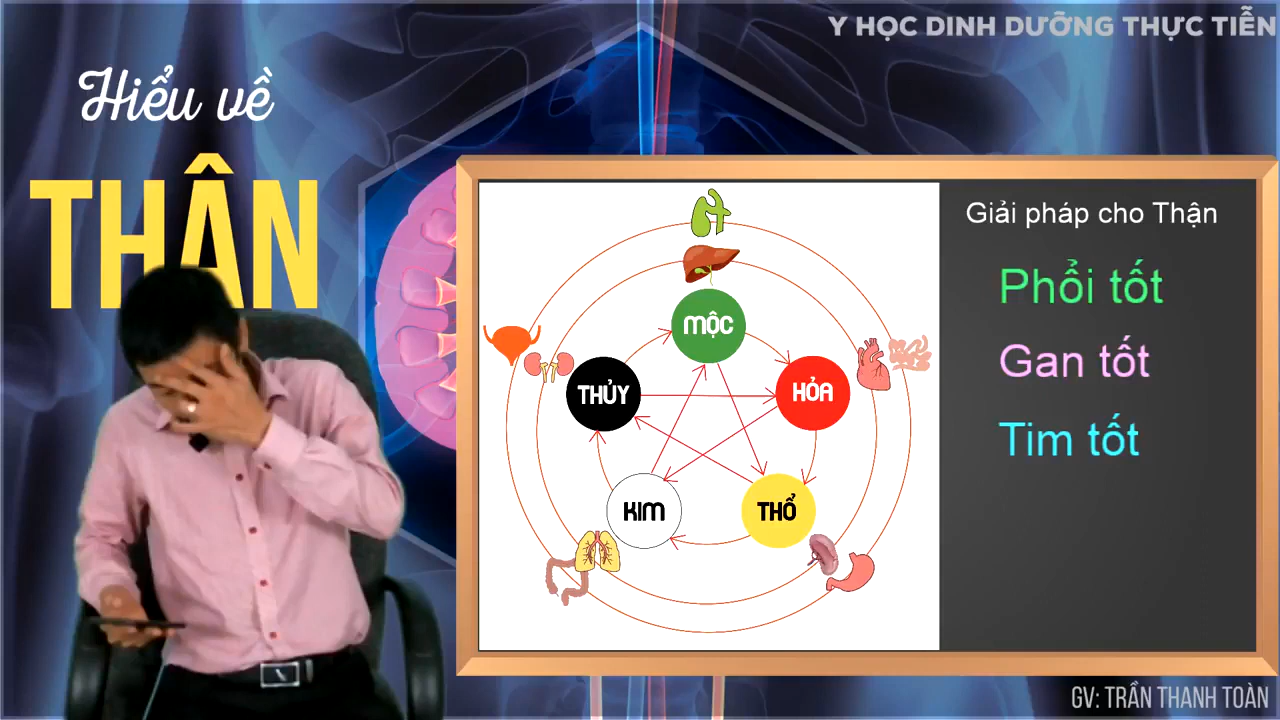 Y HỌC DINH DƯỠNG THỰC TIỄN
Hiểu về
THẬN
Giải pháp cho Thận
Phổi tốt
Gan tốt
Tim tốt
MỘC
THỦY
HỎA
KIM
THỔ
GV: TRẦN THANH TOÀN